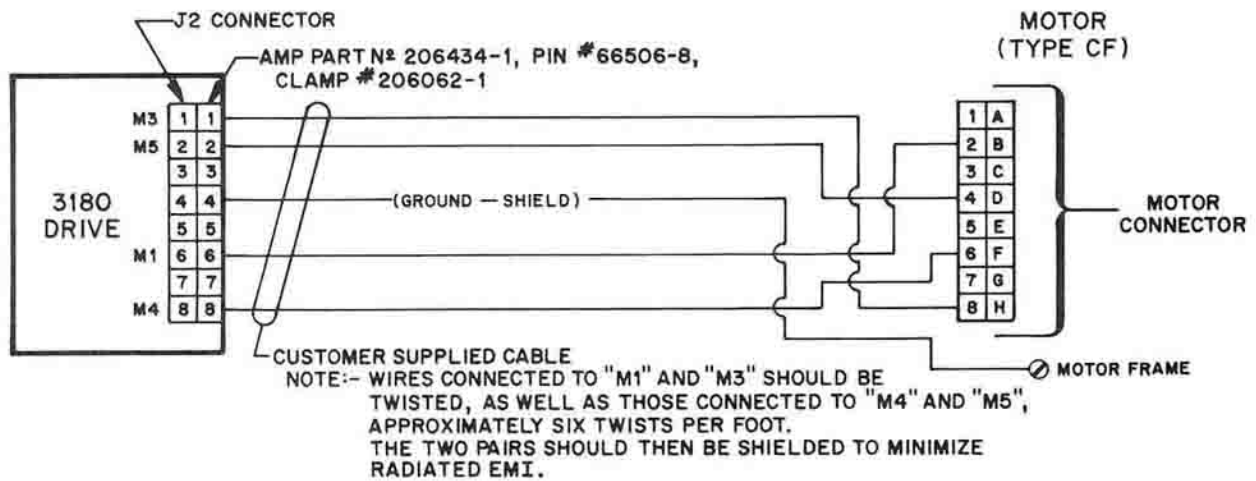 J2 CONNECTOR
AMP PART Nº 206434-1, PIN #66506-8,
CLAMP #206062-1
MOTOR
(TYPE CF)
3180
DRIVE
M3 1 1
M5 2 2
3 3
4 4
5 5
M1 6 6
7 7
M4 8 8
(GROUND — SHIELD)
1 A
2 B
3 C
4 D
5 E
6 F
7 G
8 H
MOTOR
CONNECTOR
MOTOR FRAME
CUSTOMER SUPPLIED CABLE
NOTE:- WIRES CONNECTED TO "M1" AND "M3" SHOULD BE
TWISTED, AS WELL AS THOSE CONNECTED TO "M4" AND "M5",
APPROXIMATELY SIX TWISTS PER FOOT.
THE TWO PAIRS SHOULD THEN BE SHIELDED TO MINIMIZE
RADIATED EMI.